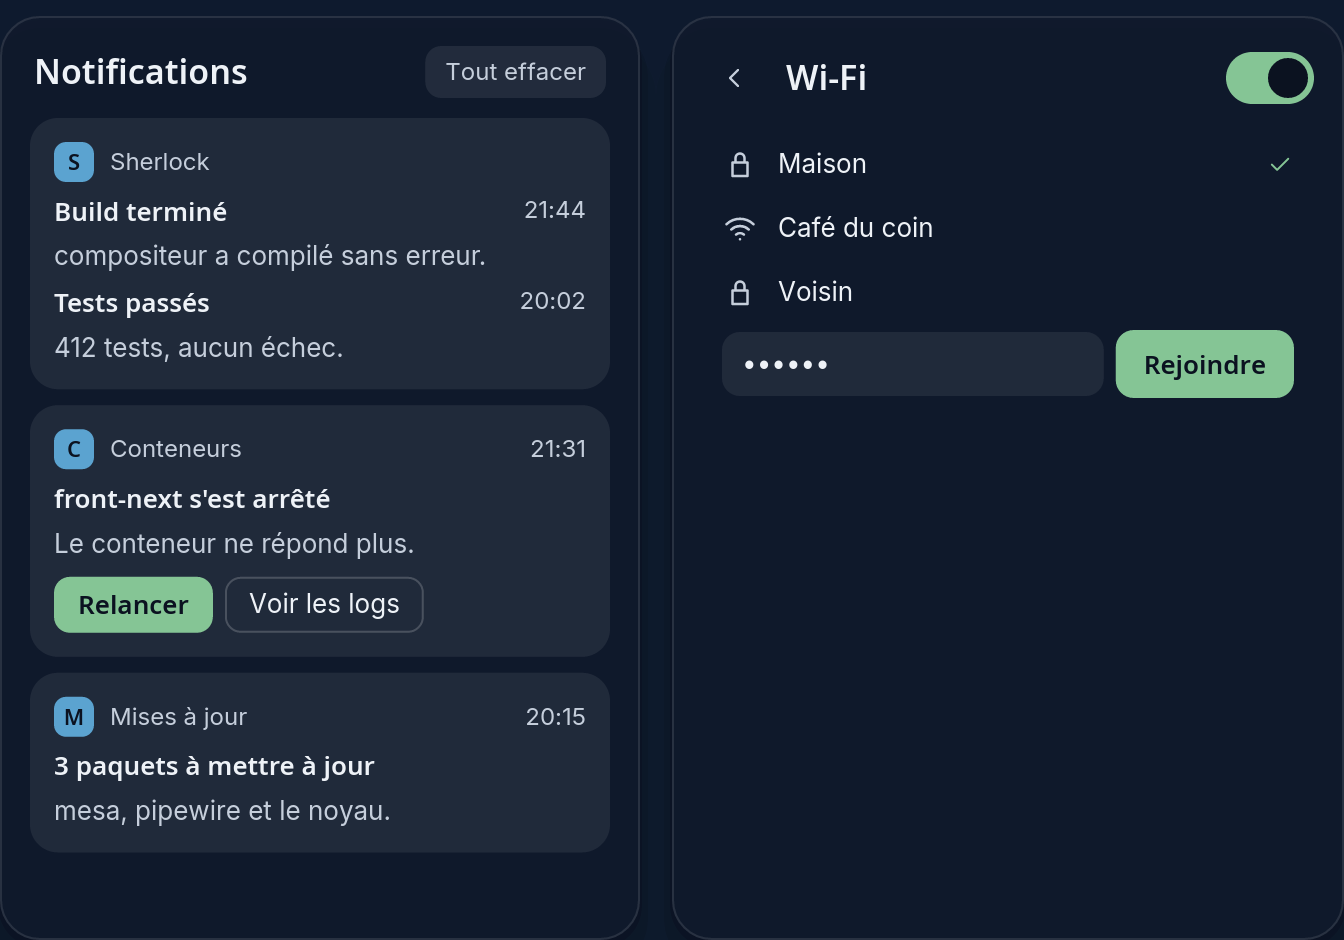 Notifications
Tout effacer
S Sherlock
Build terminé 21:44
compositeur a compilé sans erreur.
Tests passés 20:02
412 tests, aucun échec.
C Conteneurs 21:31
front-next s'est arrêté
Le conteneur ne répond plus.
Relancer Voir les logs
M Mises à jour 20:15
3 paquets à mettre à jour
mesa, pipewire et le noyau.
Wi-Fi
Maison
Café du coin
Voisin
•••••• Rejoindre